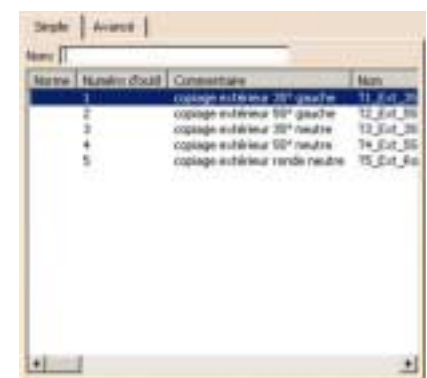 Simple Avancé
Nom:
Norme Numéro d'outil Commentaire Nom
1 copiage extérieur 35° gauche T1_Ext_35
2 copiage extérieur 55° gauche T2_Ext_55
3 copiage extérieur 35° neutre T3_Ext_35
4 copiage extérieur 55° neutre T4_Ext_55
5 copiage extérieur ronde neutre T5_Ext_Ro